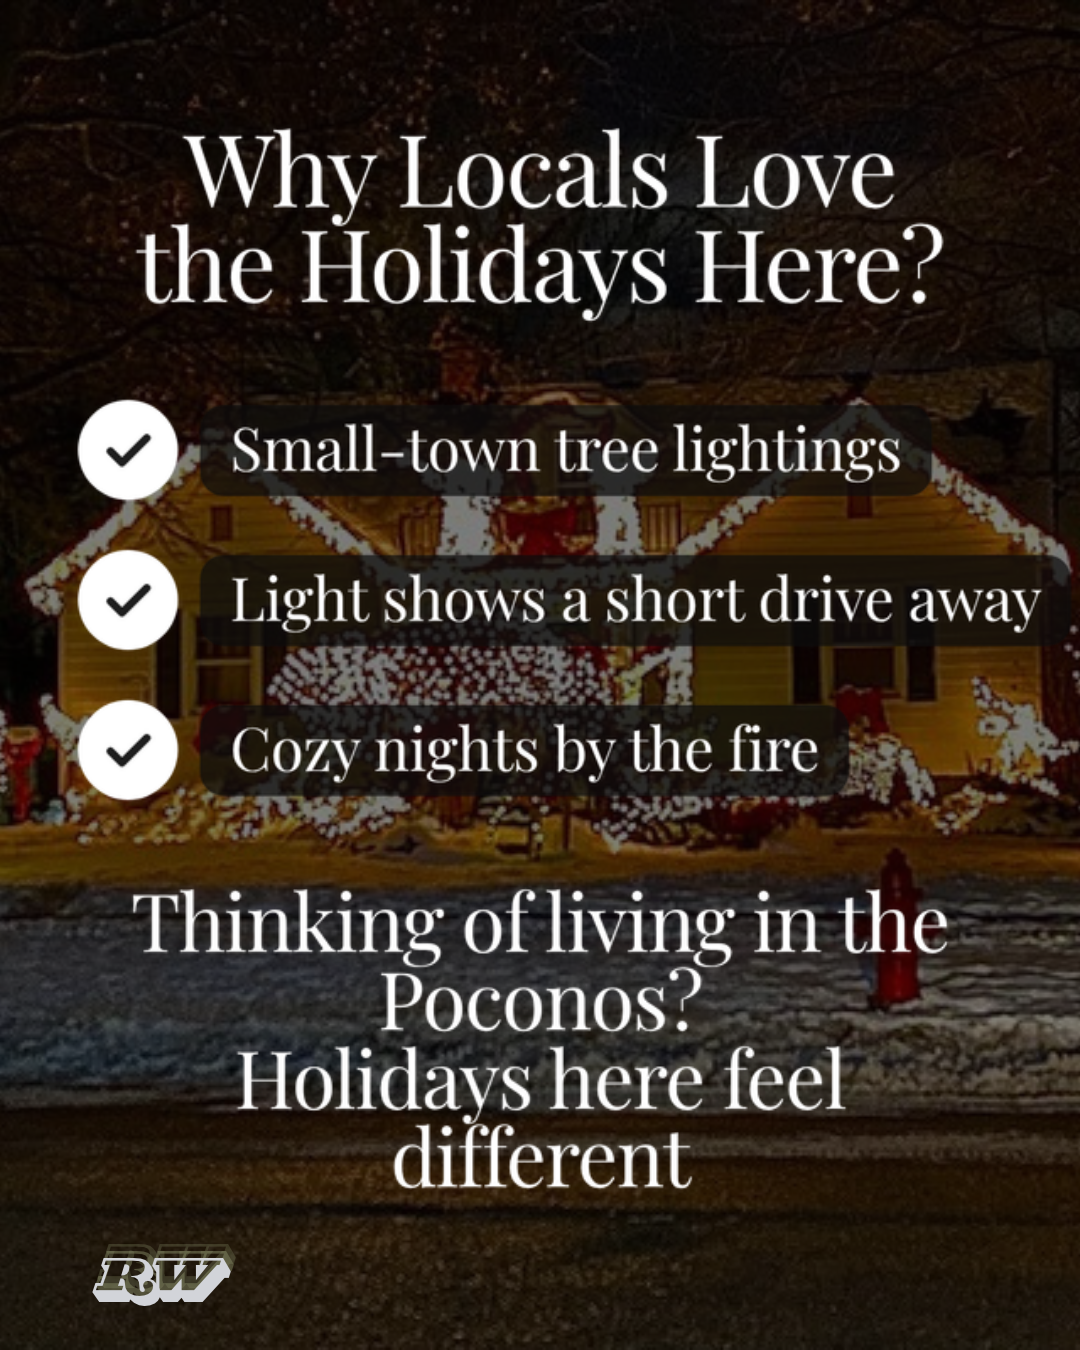 Why Locals Love
the Holidays Here?
Small-town tree lightings
Light shows a short drive away
Cozy nights by the fire
Thinking of living in the
Poconos?
Holidays here feel
different
RW